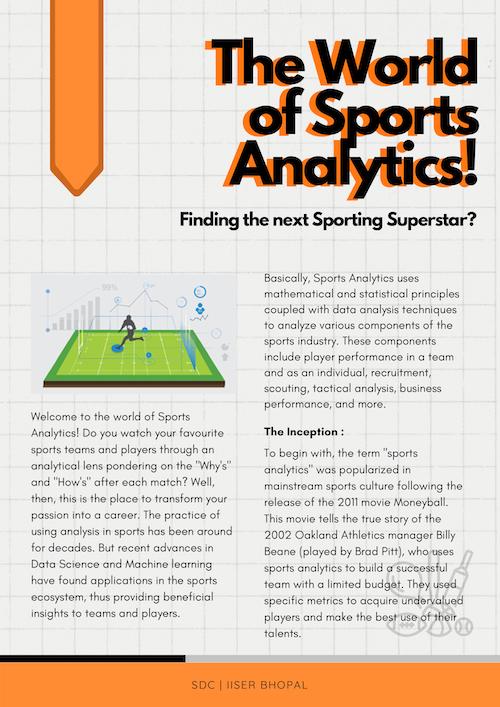 The World
of Sports
Analytics!
Finding the next Sporting Superstar?
99%
Welcome to the world of Sports
Analytics! Do you watch your favourite
sports teams and players through an
analytical lens pondering on the "Why's"
and "How's" after each match? Well,
then, this is the place to transform your
passion into a career. The practice of
using analysis in sports has been around
for decades. But recent advances in
Data Science and Machine learning
have found applications in the sports
ecosystem, thus providing beneficial
insights to teams and players.
Basically, Sports Analytics uses
mathematical and statistical principles
coupled with data analysis techniques
to analyze various components of the
sports industry. These components
include player performance in a team
and as an individual, recruitment,
scouting, tactical analysis, business
performance, and more.
The Inception :
To begin with, the term "sports
analytics" was popularized in
mainstream sports culture following the
release of the 2011 movie Moneyball.
This movie tells the true story of the
2002 Oakland Athletics manager Billy
Beane (played by Brad Pitt), who uses
sports analytics to build a successful
team with a limited budget. They used
specific metrics to acquire undervalued
players and make the best use of their
talents.
SDC | IISER BHOPAL